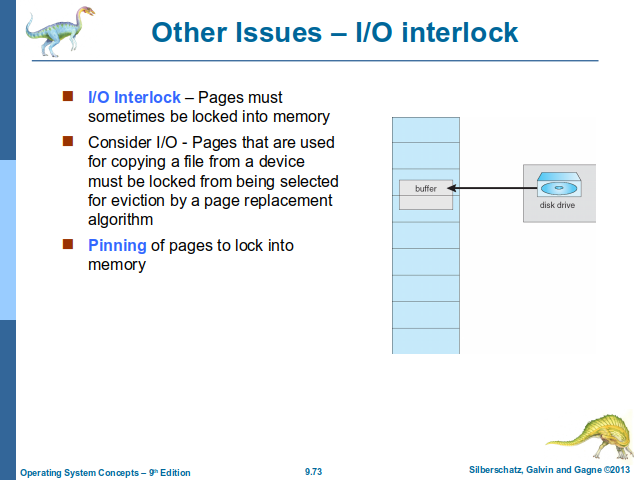 Other Issues – I/O interlock
I/O Interlock – Pages must
sometimes be locked into memory
Consider I/O - Pages that are used
for copying a file from a device
must be locked from being selected
for eviction by a page replacement
algorithm
Pinning of pages to lock into
memory
buffer
disk drive
Operating System Concepts – 9th Edition
9.73
Silberschatz, Galvin and Gagne ©2013